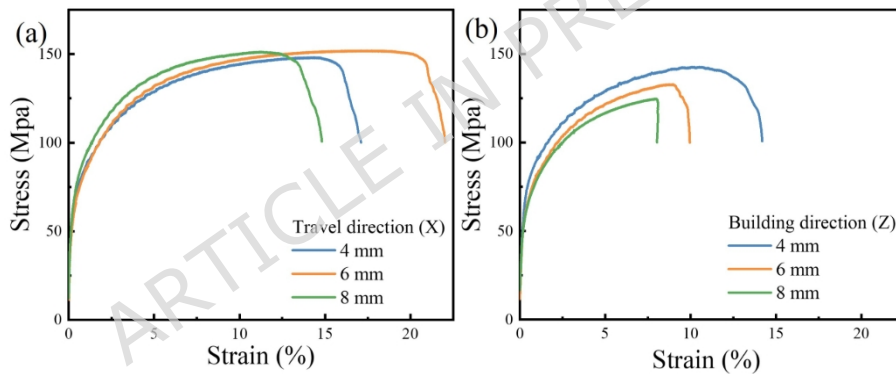 (a)
150
100
50
0
Stress (Mpa)
Travel direction (X)
4 mm
6 mm
8 mm
0 5 10 15 20
Strain (%)
(b)
150
100
50
0
Stress (Mpa)
Building direction (Z)
4 mm
6 mm
8 mm
0 5 10 15 20
Strain (%)
ARTICLE IN PRE